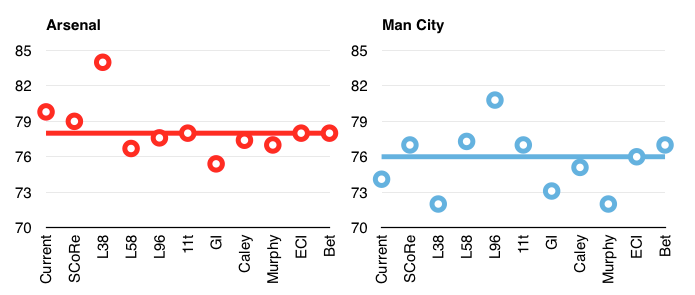 Arsenal
85
82
79
76
73
70
Current
SCoRe
L38
L58
L96
11t
GI
Caley
Murphy
ECI
Bet
Man City
85
82
79
76
73
70
Current
SCoRe
L38
L58
L96
11t
GI
Caley
Murphy
ECI
Bet